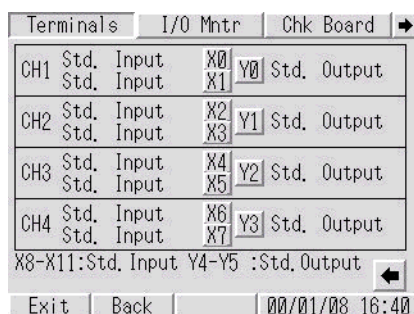 Terminals I/O Mntr Chk Board
CH1 Std. Input X0 Y0 Std. Output
Std. Input X1
CH2 Std. Input X2 Y1 Std. Output
Std. Input X3
CH3 Std. Input X4 Y2 Std. Output
Std. Input X5
CH4 Std. Input X6 Y3 Std. Output
Std. Input X7
X8-X11:Std.Input Y4-Y5 :Std.Output
Exit Back 00/01/08 16:40